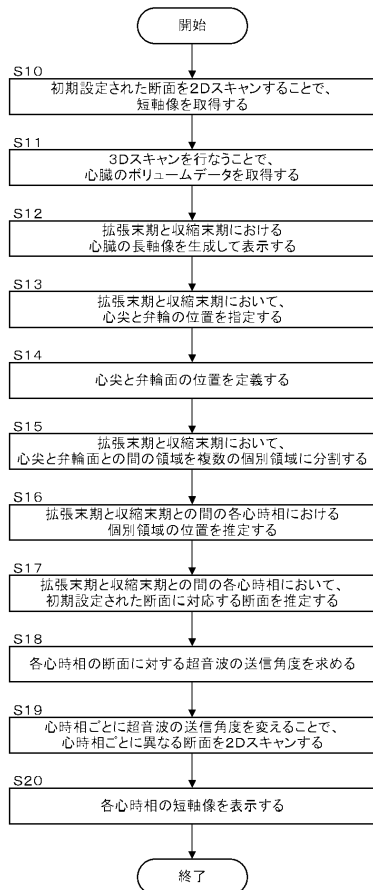 開始
S10
初期設定された断面を2Dスキャンすることで、
短軸像を取得する
S11
3Dスキャンを行なうことで、
心臓のボリュームデータを取得する
S12
拡張末期と収縮末期における
心臓の長軸像を生成して表示する
S13
拡張末期と収縮末期において、
心尖と弁輪の位置を指定する
S14
心尖と弁輪面の位置を定義する
S15
拡張末期と収縮末期において、
心尖と弁輪面との間の領域を複数の個別領域に分割する
S16
拡張末期と収縮末期との間の各心時相における
個別領域の位置を推定する
S17
拡張末期と収縮末期との間の各心時相において、
初期設定された断面に対応する断面を推定する
S18
各心時相の断面に対する超音波の送信角度を求める
S19
心時相ごとに超音波の送信角度を変えることで、
心時相ごとに異なる断面を2Dスキャンする
S20
各心時相の短軸像を表示する
終了